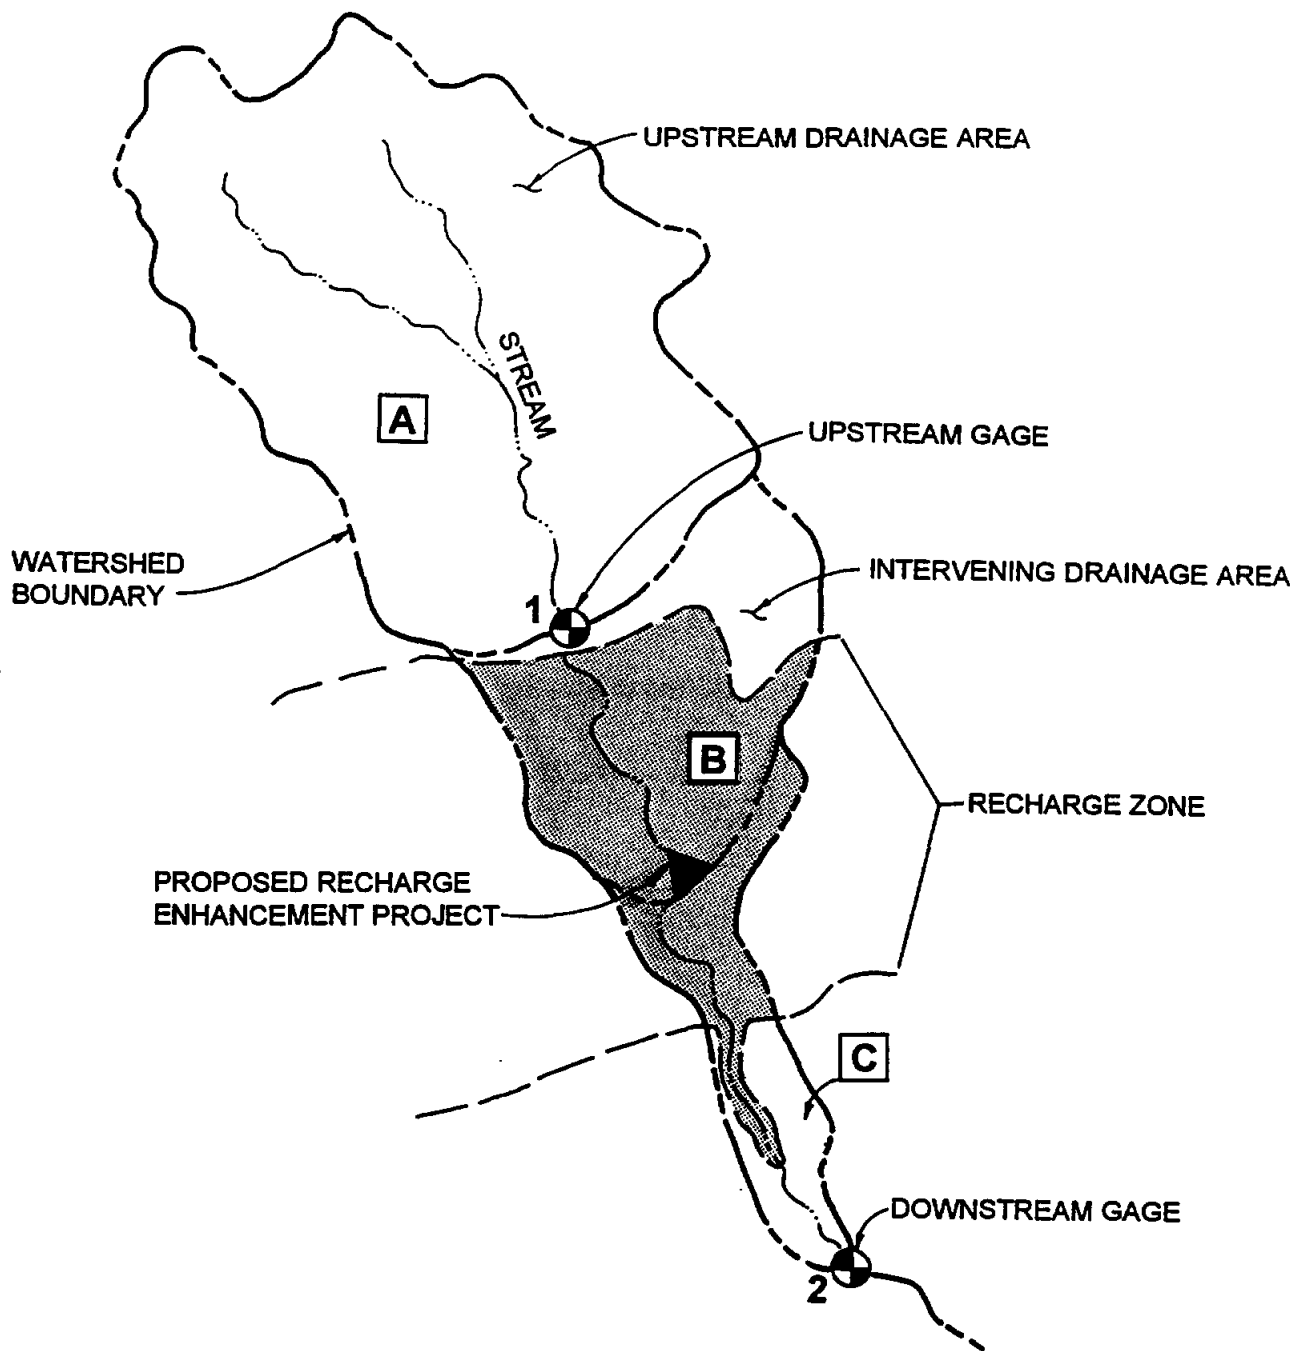 UPSTREAM DRAINAGE AREA
STREAM
A
UPSTREAM GAGE
WATERSHED
BOUNDARY
INTERVENING DRAINAGE AREA
1
B
RECHARGE ZONE
PROPOSED RECHARGE
ENHANCEMENT PROJECT
C
DOWNSTREAM GAGE
2